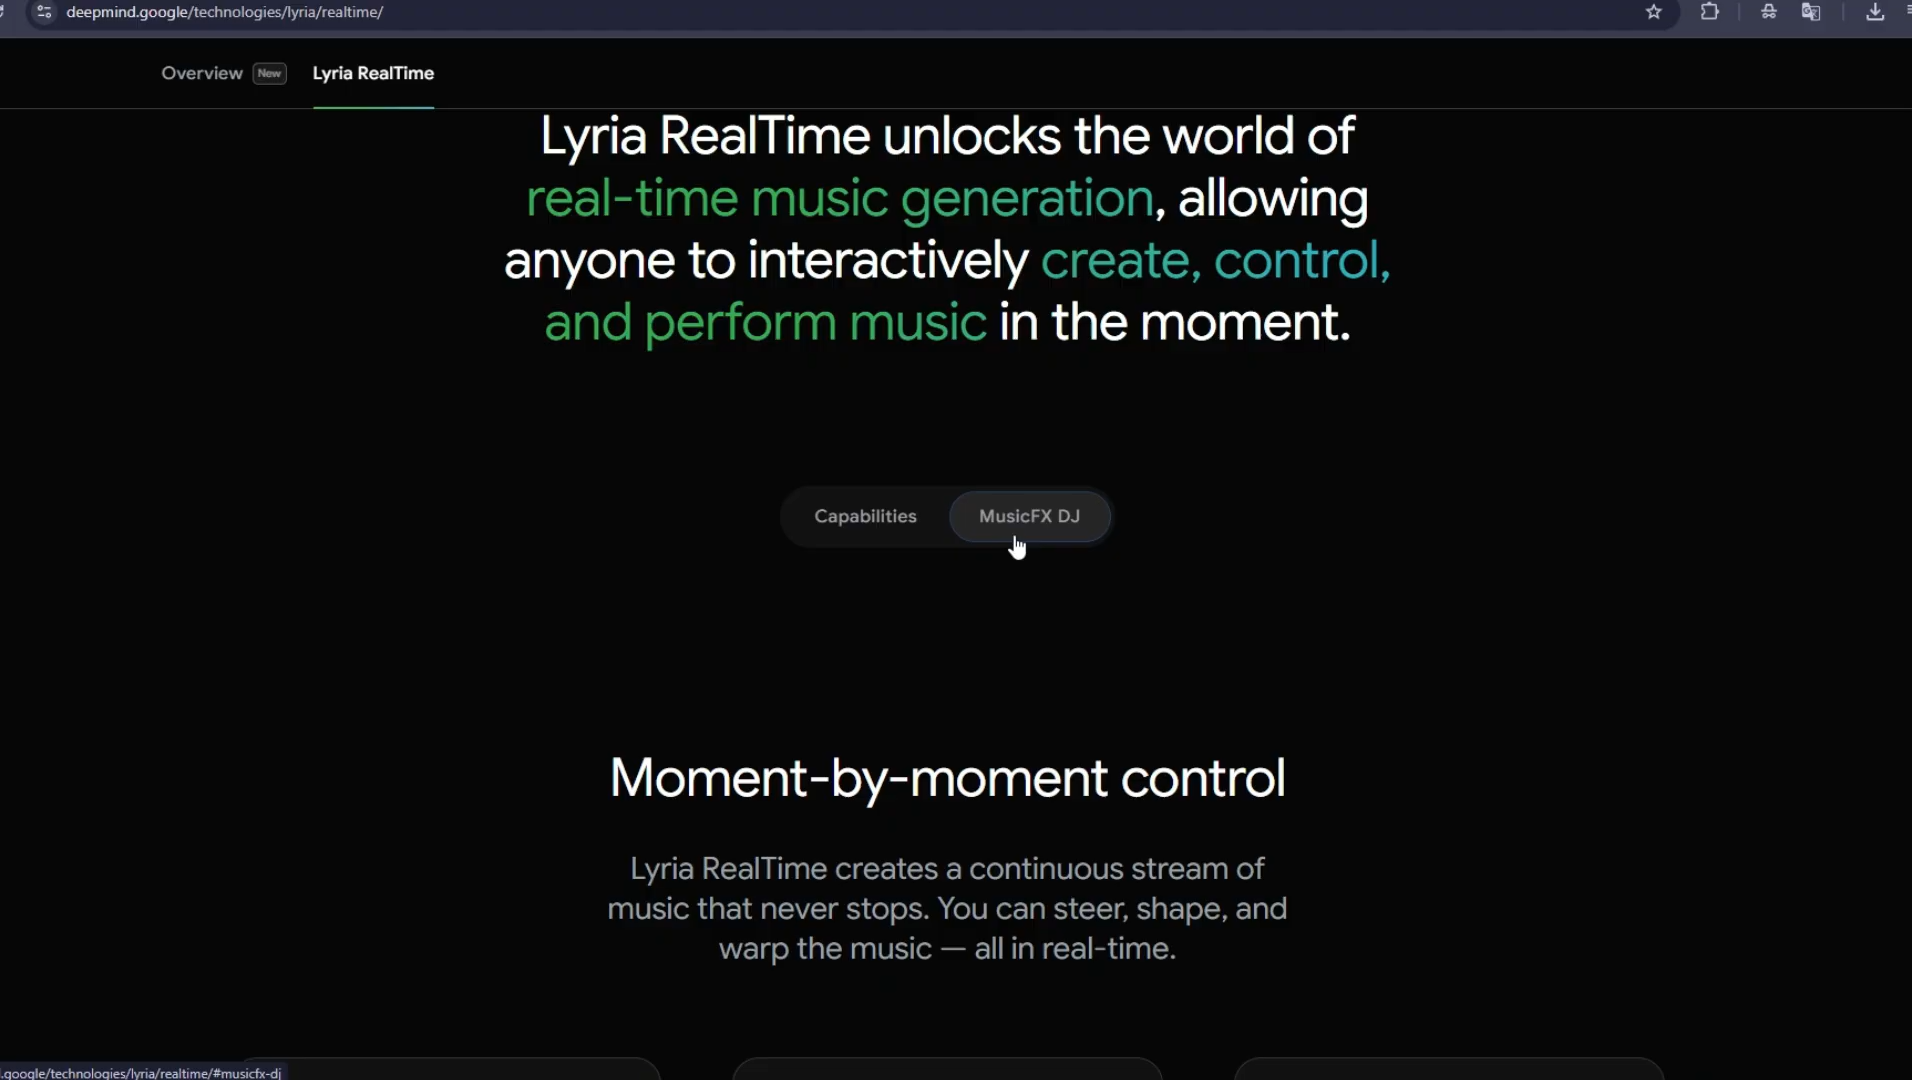 deepmind.google/technologies/lyria/realtime/
Overview New Lyria RealTime
Lyria RealTime unlocks the world of
real-time music generation, allowing
anyone to interactively create, control,
and perform music in the moment.
Capabilities MusicFX DJ
Moment-by-moment control
Lyria RealTime creates a continuous stream of
music that never stops. You can steer, shape, and
warp the music — all in real-time.
.google/technologies/lyria/realtime/#musicfx-dj